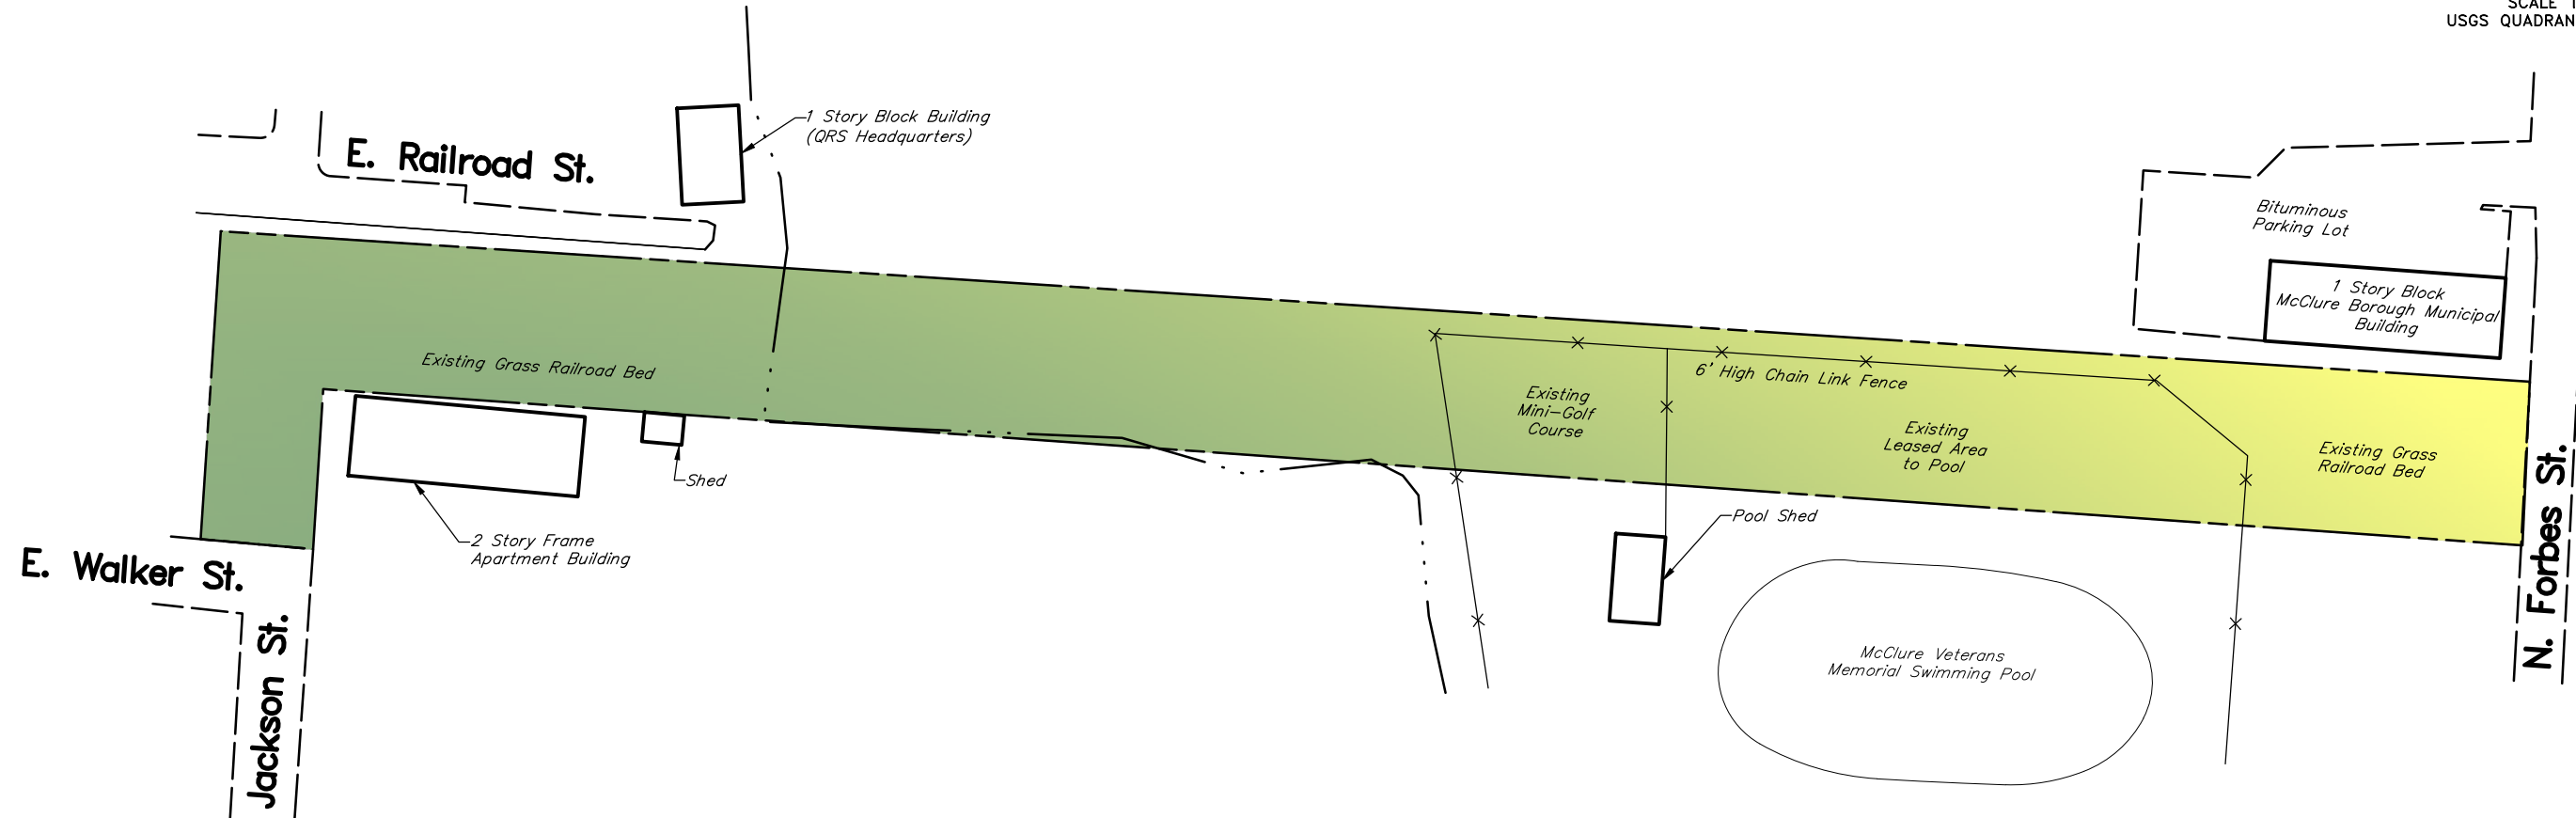 SCALE 1
USGS QUADRAN
E. Railroad St.
1 Story Block Building
(QRS Headquarters)
Bituminous
Parking Lot
1 Story Block
McClure Borough Municipal
Building
Existing Grass Railroad Bed
6' High Chain Link Fence
Existing
Mini-Golf
Course
Existing
Leased Area
to Pool
Existing Grass
Railroad Bed
Shed
Pool Shed
2 Story Frame
Apartment Building
E. Walker St.
Jackson St.
McClure Veterans
Memorial Swimming Pool
N. Forbes St.